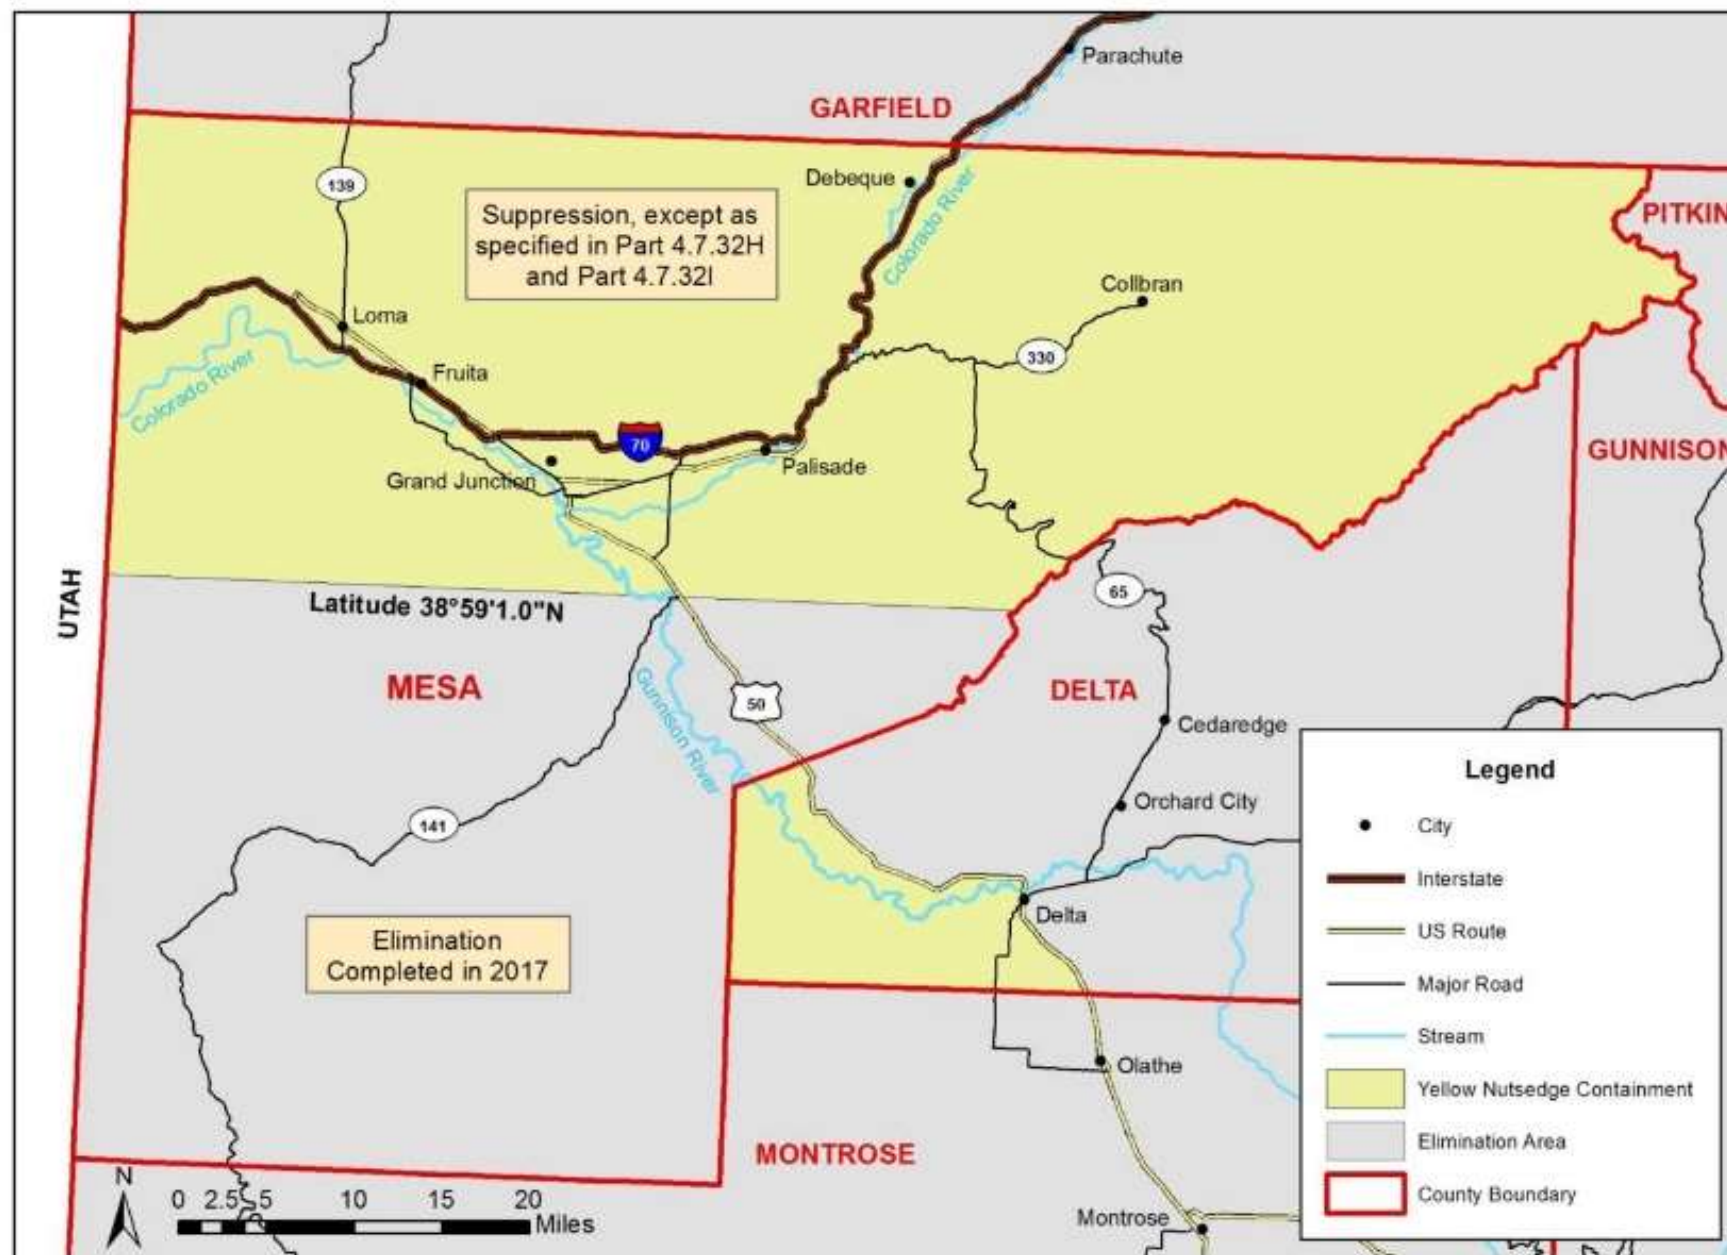 Parachute
GARFIELD
Debeque
139
Suppression, except as
specified in Part 4.7.32H
and Part 4.7.32I
PITKIN
Colorado River
Collbran
Loma
330
Fruita
Colorado River
70
GUNNISON
Palisade
Grand Junction
UTAH
Latitude 38°59'1.0"N
65
MESA
Gunnison River
50
DELTA
Cedaredge
Orchard City
141
Delta
Elimination
Completed in 2017
Olathe
MONTROSE
Montrose
N
0 2.5 5 10 15 20
Miles
Legend
City
Interstate
US Route
Major Road
Stream
Yellow Nutsedge Containment
Elimination Area
County Boundary